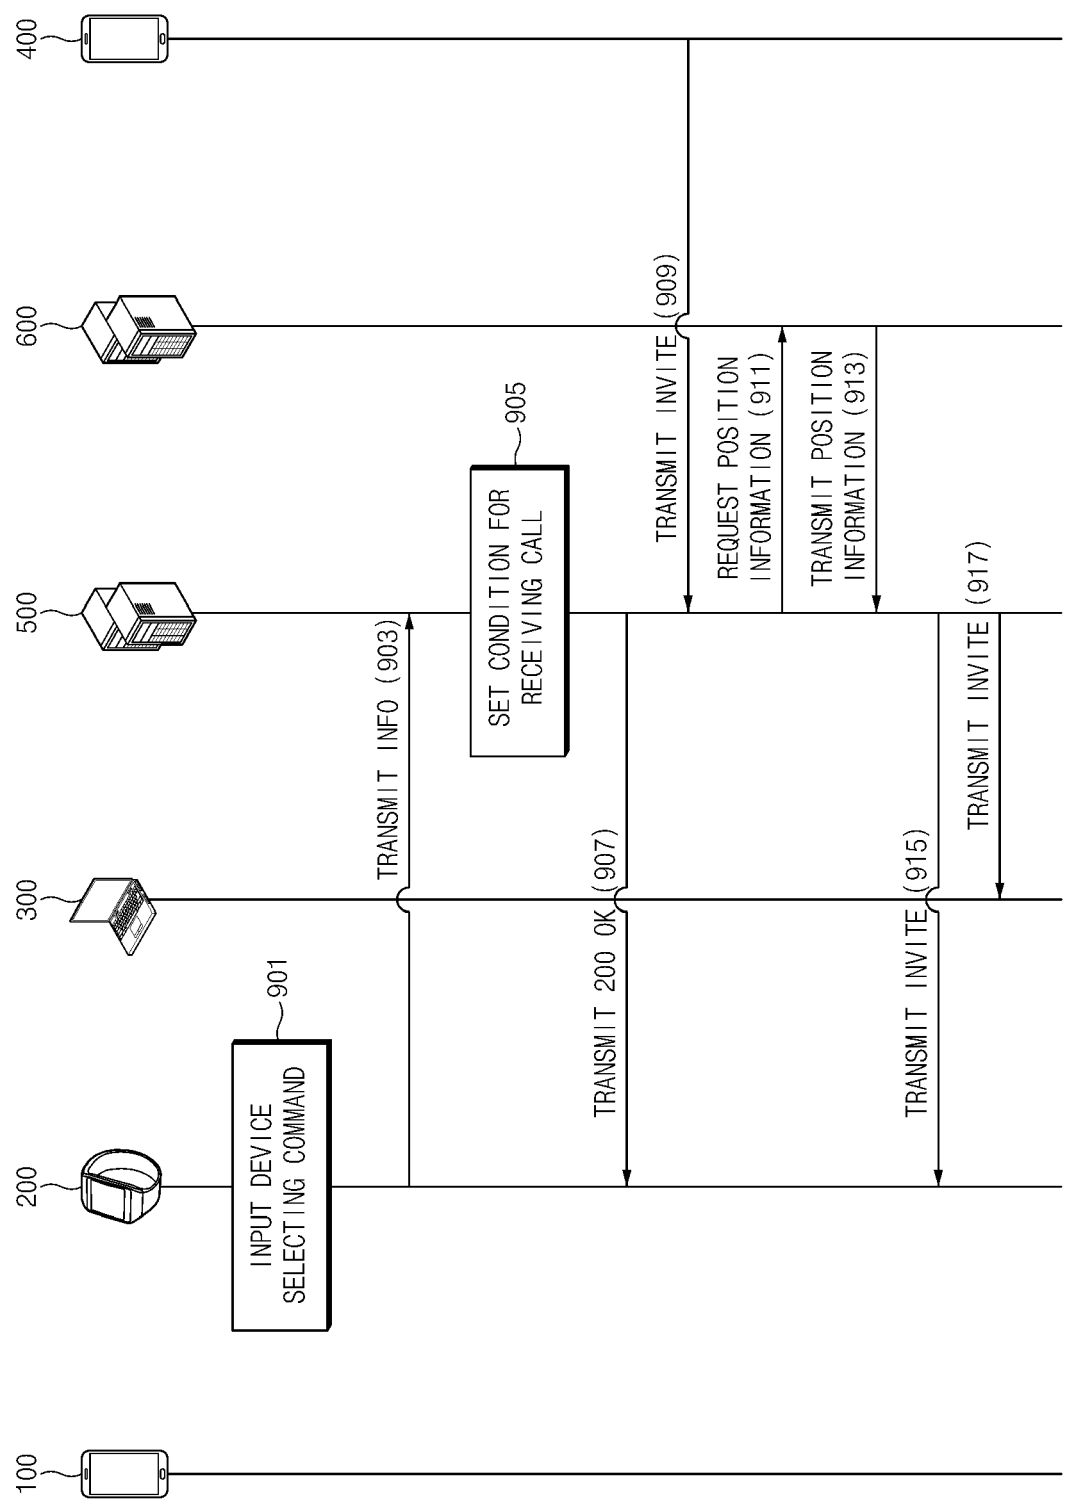 100
200
300
500
600
400
INPUT DEVICE
SELECTING COMMAND
901
TRANSMIT INFO (903)
SET CONDITION FOR
RECEIVING CALL
905
TRANSMIT 200 OK (907)
TRANSMIT INVITE (909)
REQUEST POSITION
INFORMATION (911)
TRANSMIT POSITION
INFORMATION (913)
TRANSMIT INVITE (915)
TRANSMIT INVITE (917)